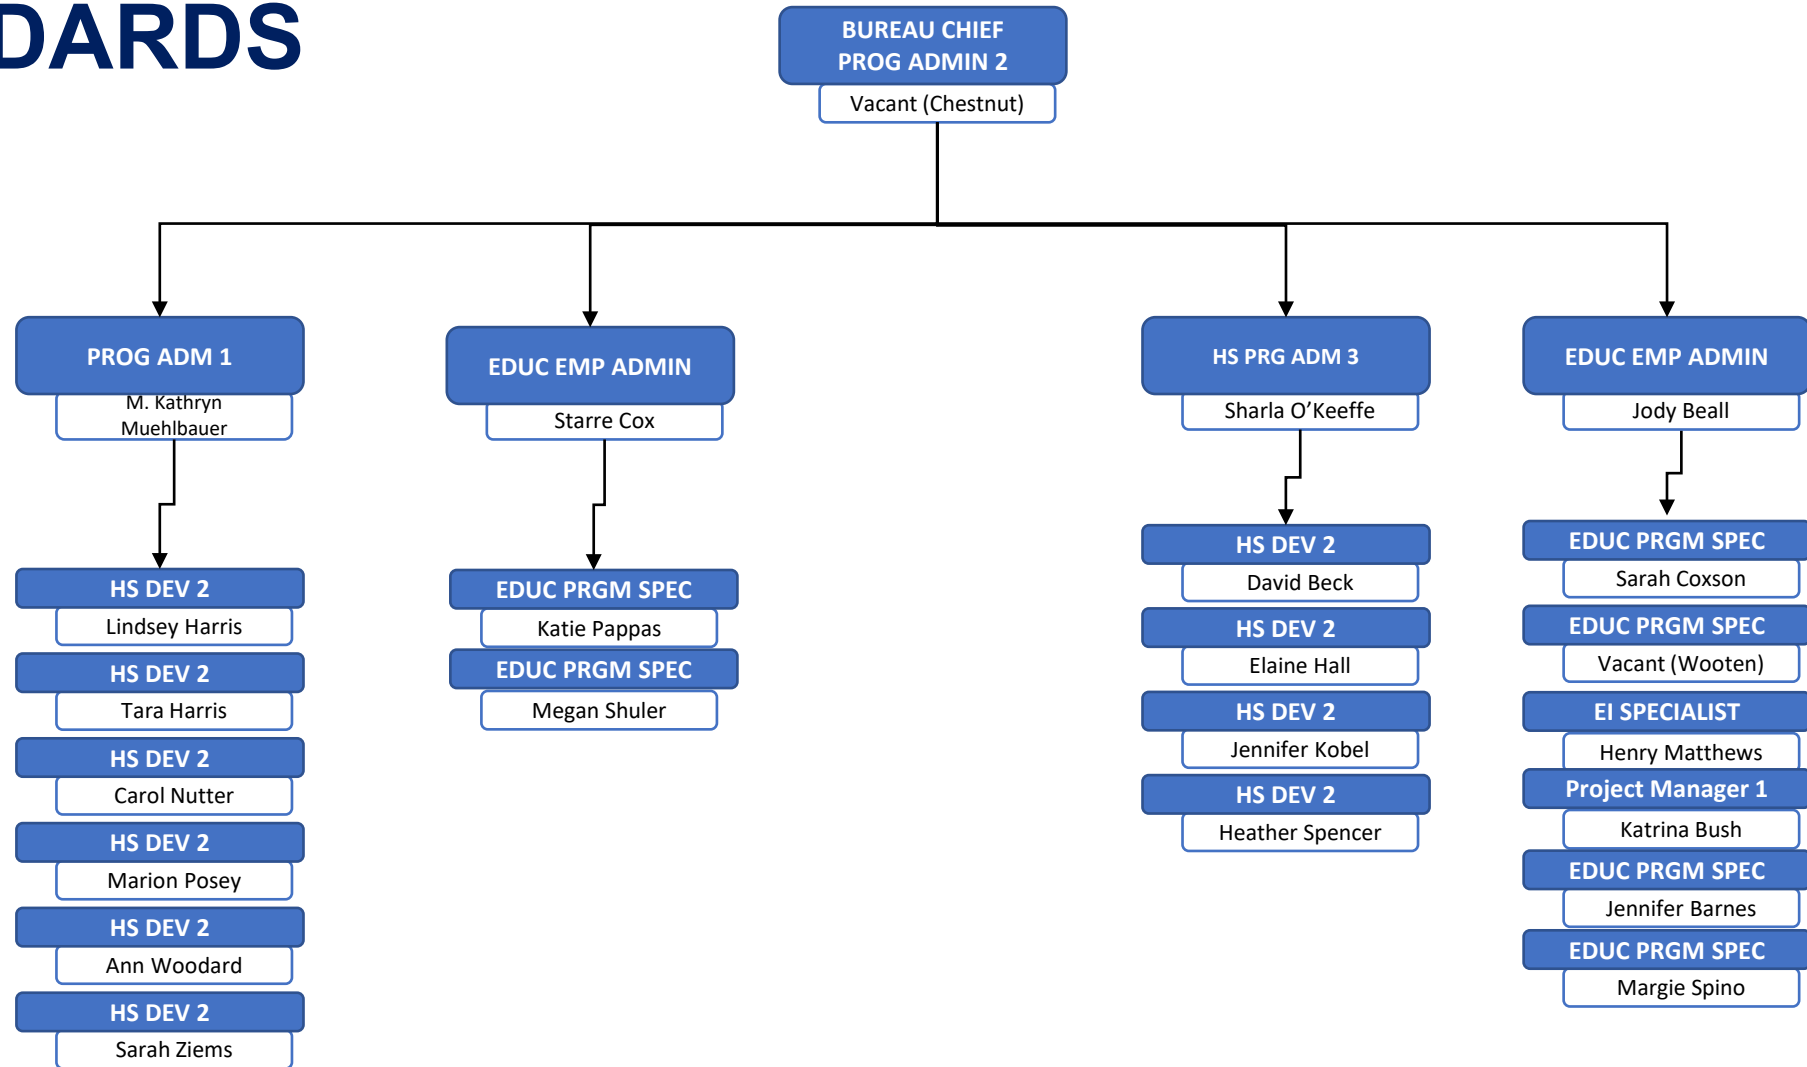 DARDS
BUREAU CHIEF
PROG ADMIN 2
Vacant (Chestnut)
PROG ADM 1
M. Kathryn
Muehlbauer
HS DEV 2
Lindsey Harris
HS DEV 2
Tara Harris
HS DEV 2
Carol Nutter
HS DEV 2
Marion Posey
HS DEV 2
Ann Woodard
HS DEV 2
Sarah Ziems
EDUC EMP ADMIN
Starre Cox
EDUC PRGM SPEC
Katie Pappas
EDUC PRGM SPEC
Megan Shuler
HS PRG ADM 3
Sharla O’Keeffe
HS DEV 2
David Beck
HS DEV 2
Elaine Hall
HS DEV 2
Jennifer Kobel
HS DEV 2
Heather Spencer
EDUC EMP ADMIN
Jody Beall
EDUC PRGM SPEC
Sarah Coxson
EDUC PRGM SPEC
Vacant (Wooten)
EI SPECIALIST
Henry Matthews
Project Manager 1
Katrina Bush
EDUC PRGM SPEC
Jennifer Barnes
EDUC PRGM SPEC
Margie Spino